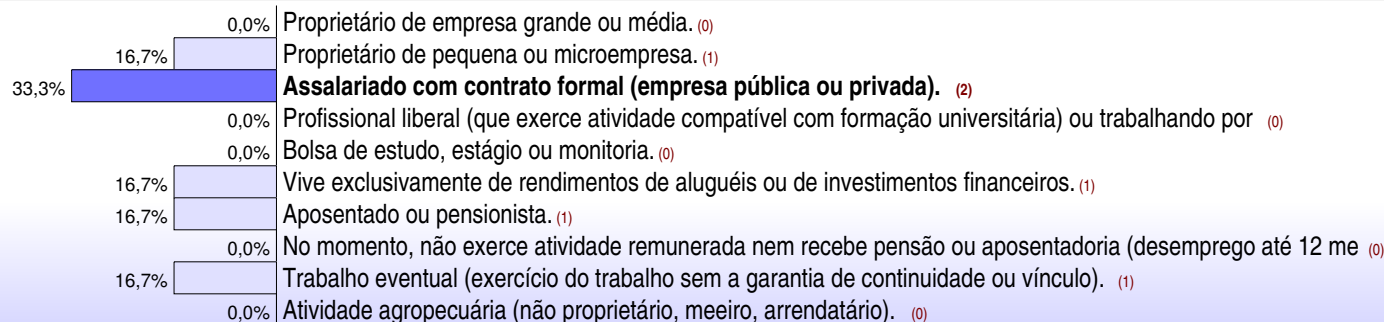 0,0% Proprietário de empresa grande ou média. (0)
16,7% Proprietário de pequena ou microempresa. (1)
33,3% Assalariado com contrato formal (empresa pública ou privada). (2)
0,0% Profissional liberal (que exerce atividade compatível com formação universitária) ou trabalhando por (0)
0,0% Bolsa de estudo, estágio ou monitoria. (0)
16,7% Vive exclusivamente de rendimentos de aluguéis ou de investimentos financeiros. (1)
16,7% Aposentado ou pensionista. (1)
0,0% No momento, não exerce atividade remunerada nem recebe pensão ou aposentadoria (desemprego até 12 me (0)
16,7% Trabalho eventual (exercício do trabalho sem a garantia de continuidade ou vínculo). (1)
0,0% Atividade agropecuária (não proprietário, meeiro, arrendatário). (0)